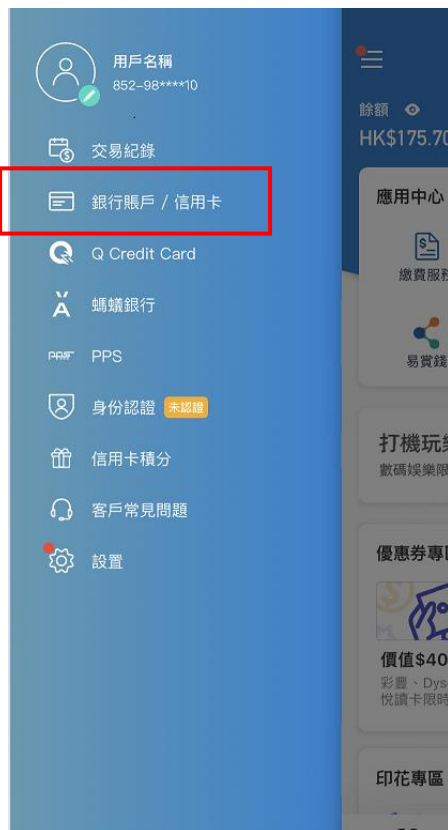 用戶名稱
852-98****10
交易紀錄
銀行賬戶 / 信用卡
Q Credit Card
螞蟻銀行
PPS
身份認證 未認證
信用卡積分
客戶常見問題
設置
餘額
HK$175.70
應用中心
繳費服務
易賞錢
打機玩
數碼娛樂限
優惠券專
價值$40
彩豐、Dys
悅讀卡限時
印花專區